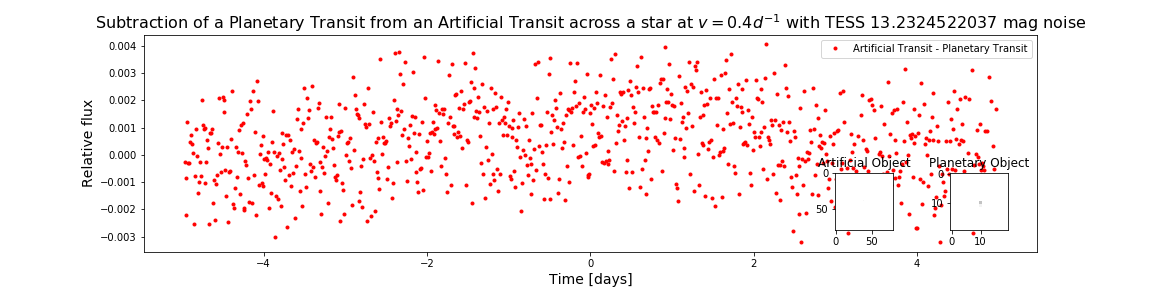 Subtraction of a Planetary Transit from an Artificial Transit across a star at v = 0.4d⁻¹ with TESS 13.2324522037 mag noise
Artificial Transit - Planetary Transit
Relative flux
0.004
0.003
0.002
0.001
0.000
−0.001
−0.002
−0.003
Artificial Object
0
50
0 50
Planetary Object
0
10
0 10
−4 −2 0 2 4
Time [days]